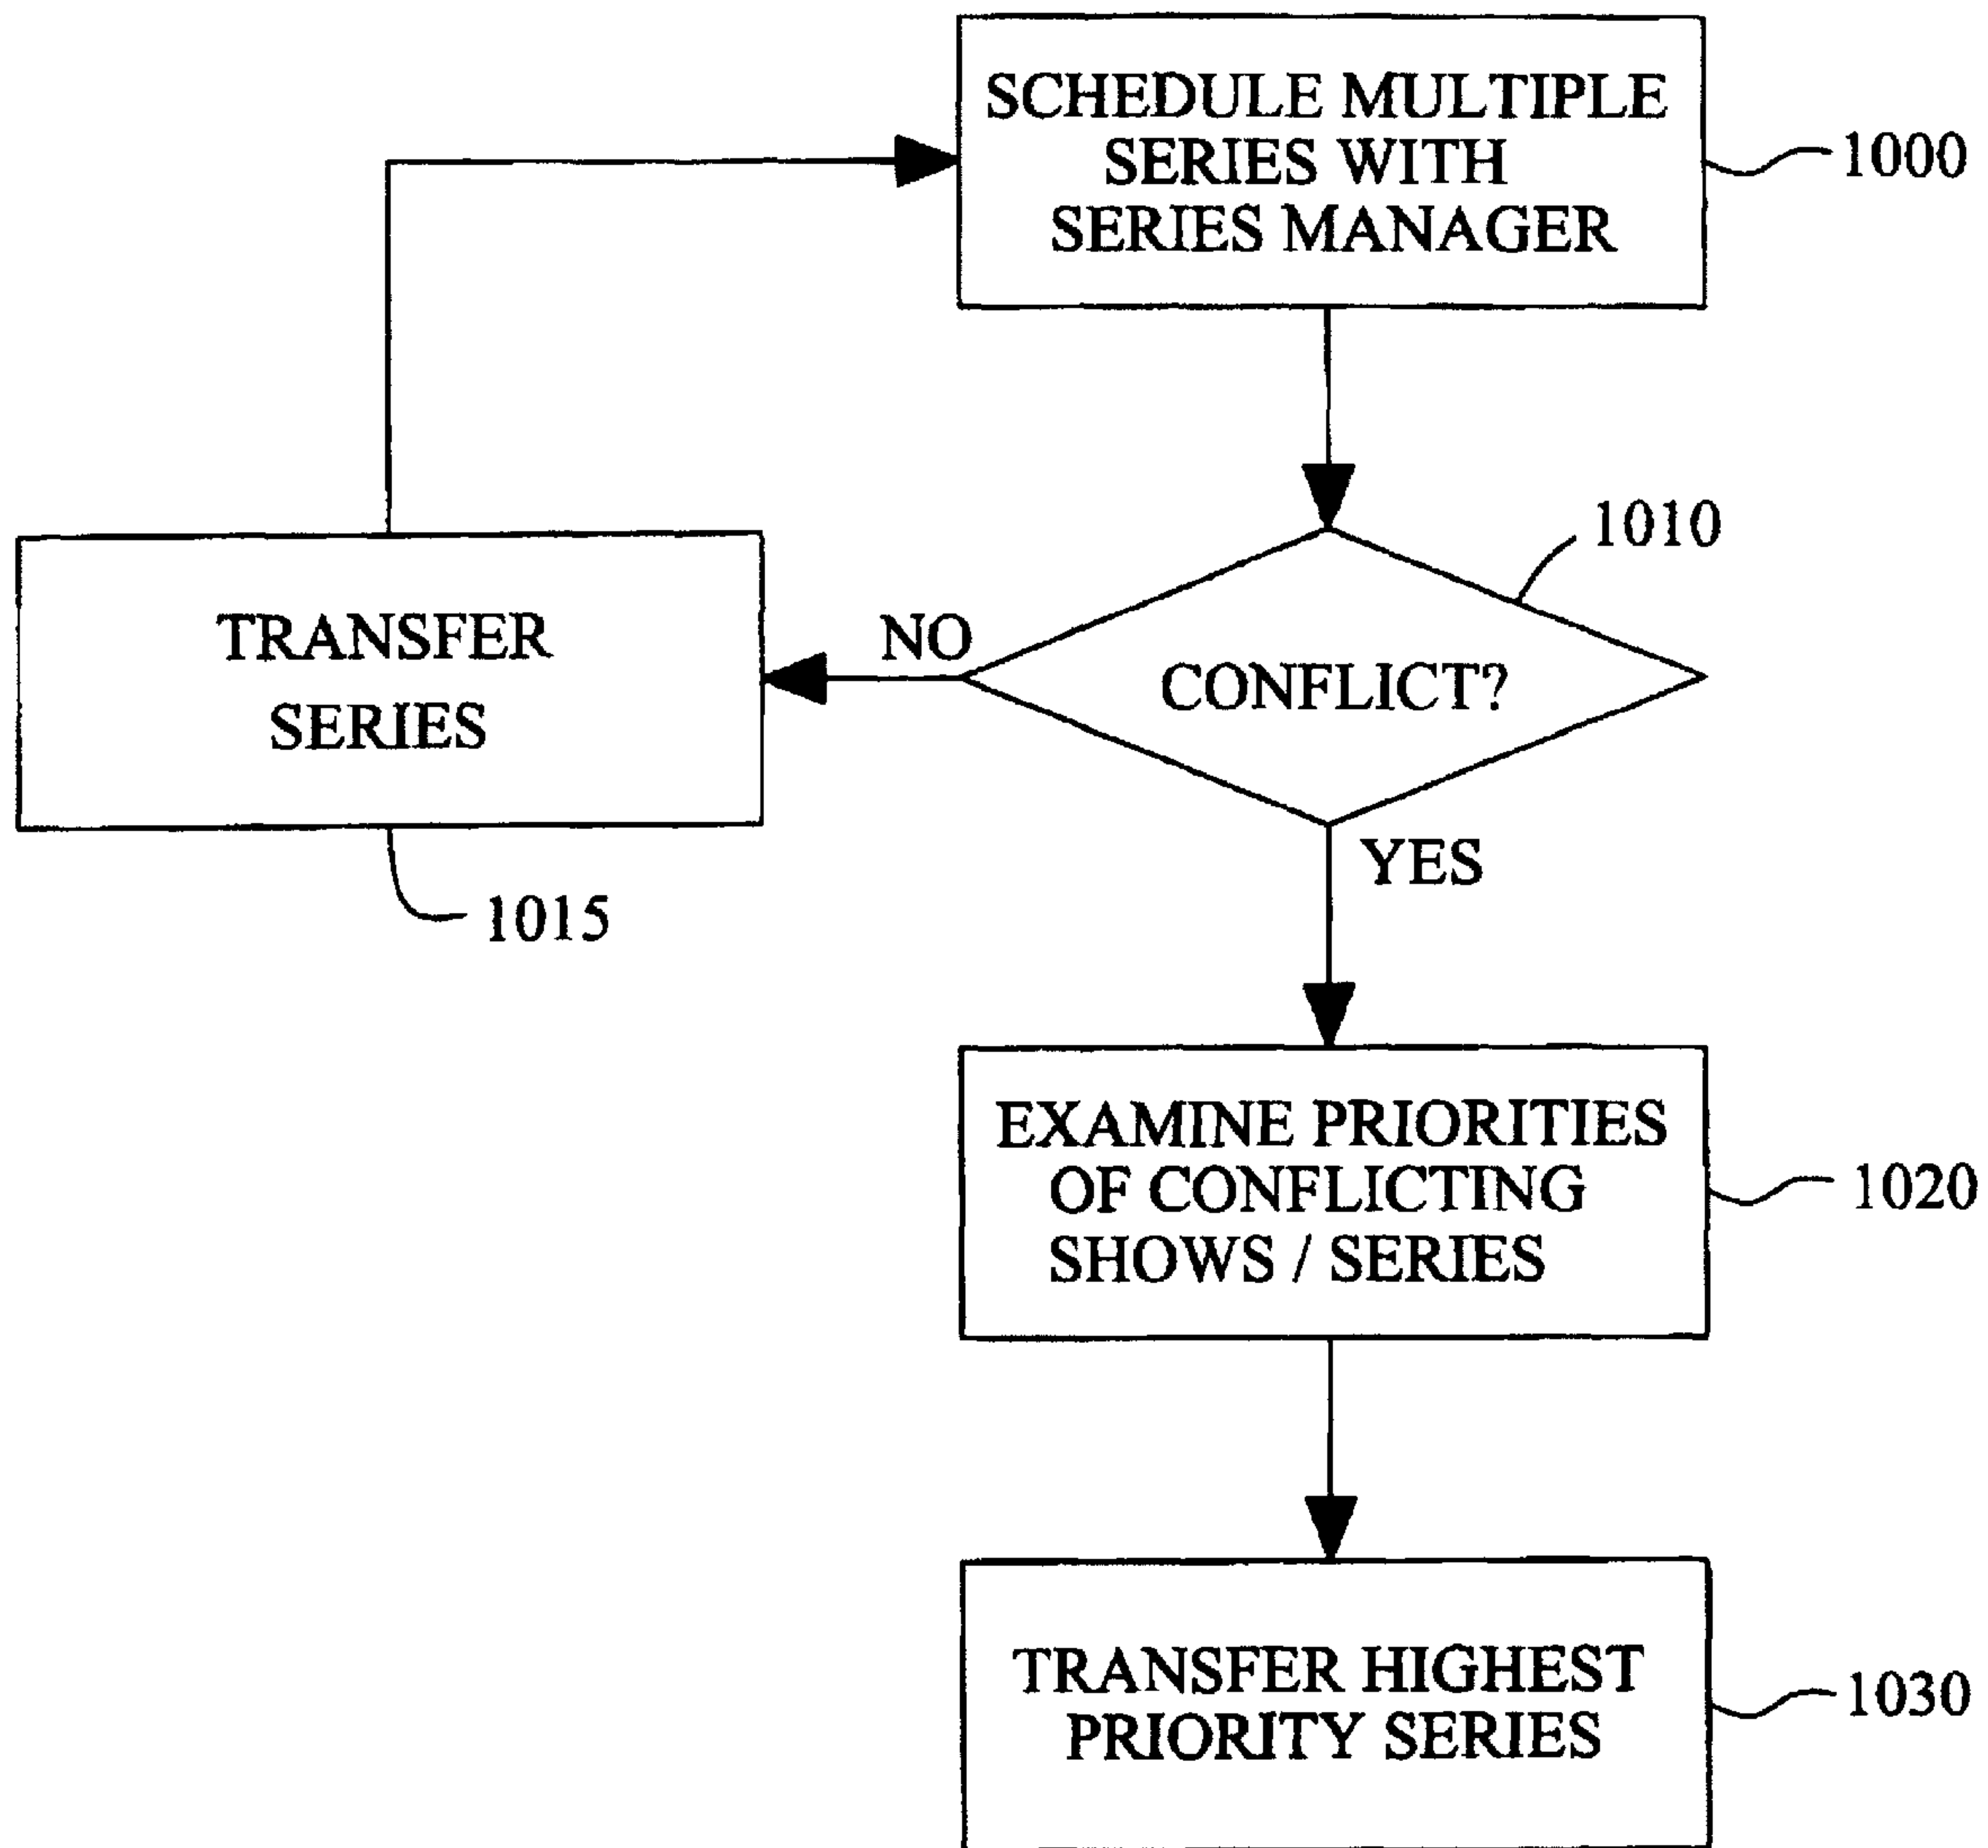 SCHEDULE MULTIPLE
SERIES WITH
SERIES MANAGER
1000
1010
CONFLICT?
NO
TRANSFER
SERIES
1015
YES
EXAMINE PRIORITIES
OF CONFLICTING
SHOWS / SERIES
1020
TRANSFER HIGHEST
PRIORITY SERIES
1030